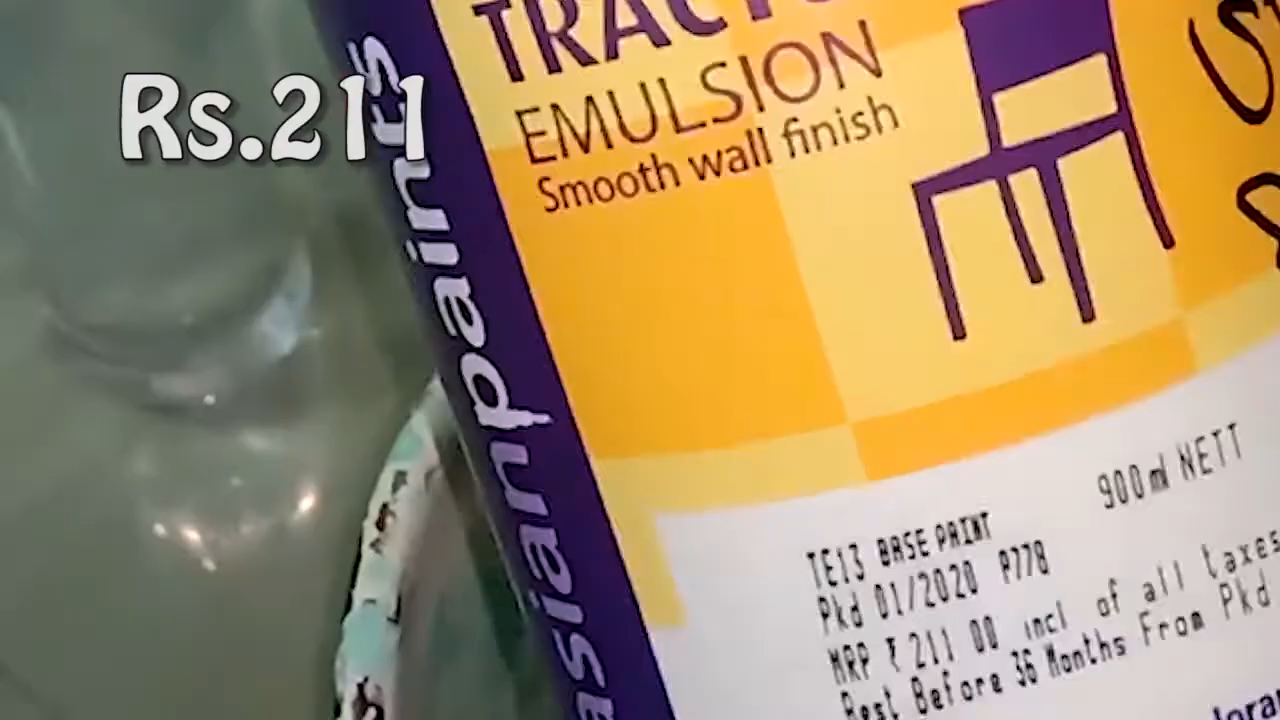 Rs.211
asianpaints
EMULSION
Smooth wall finish
900ml NETT
TE13 BASE PAINT
Pkd 01/2020 P778
MRP ₹ 211 00 incl of all taxes
Best Before 36 Months From Pkd